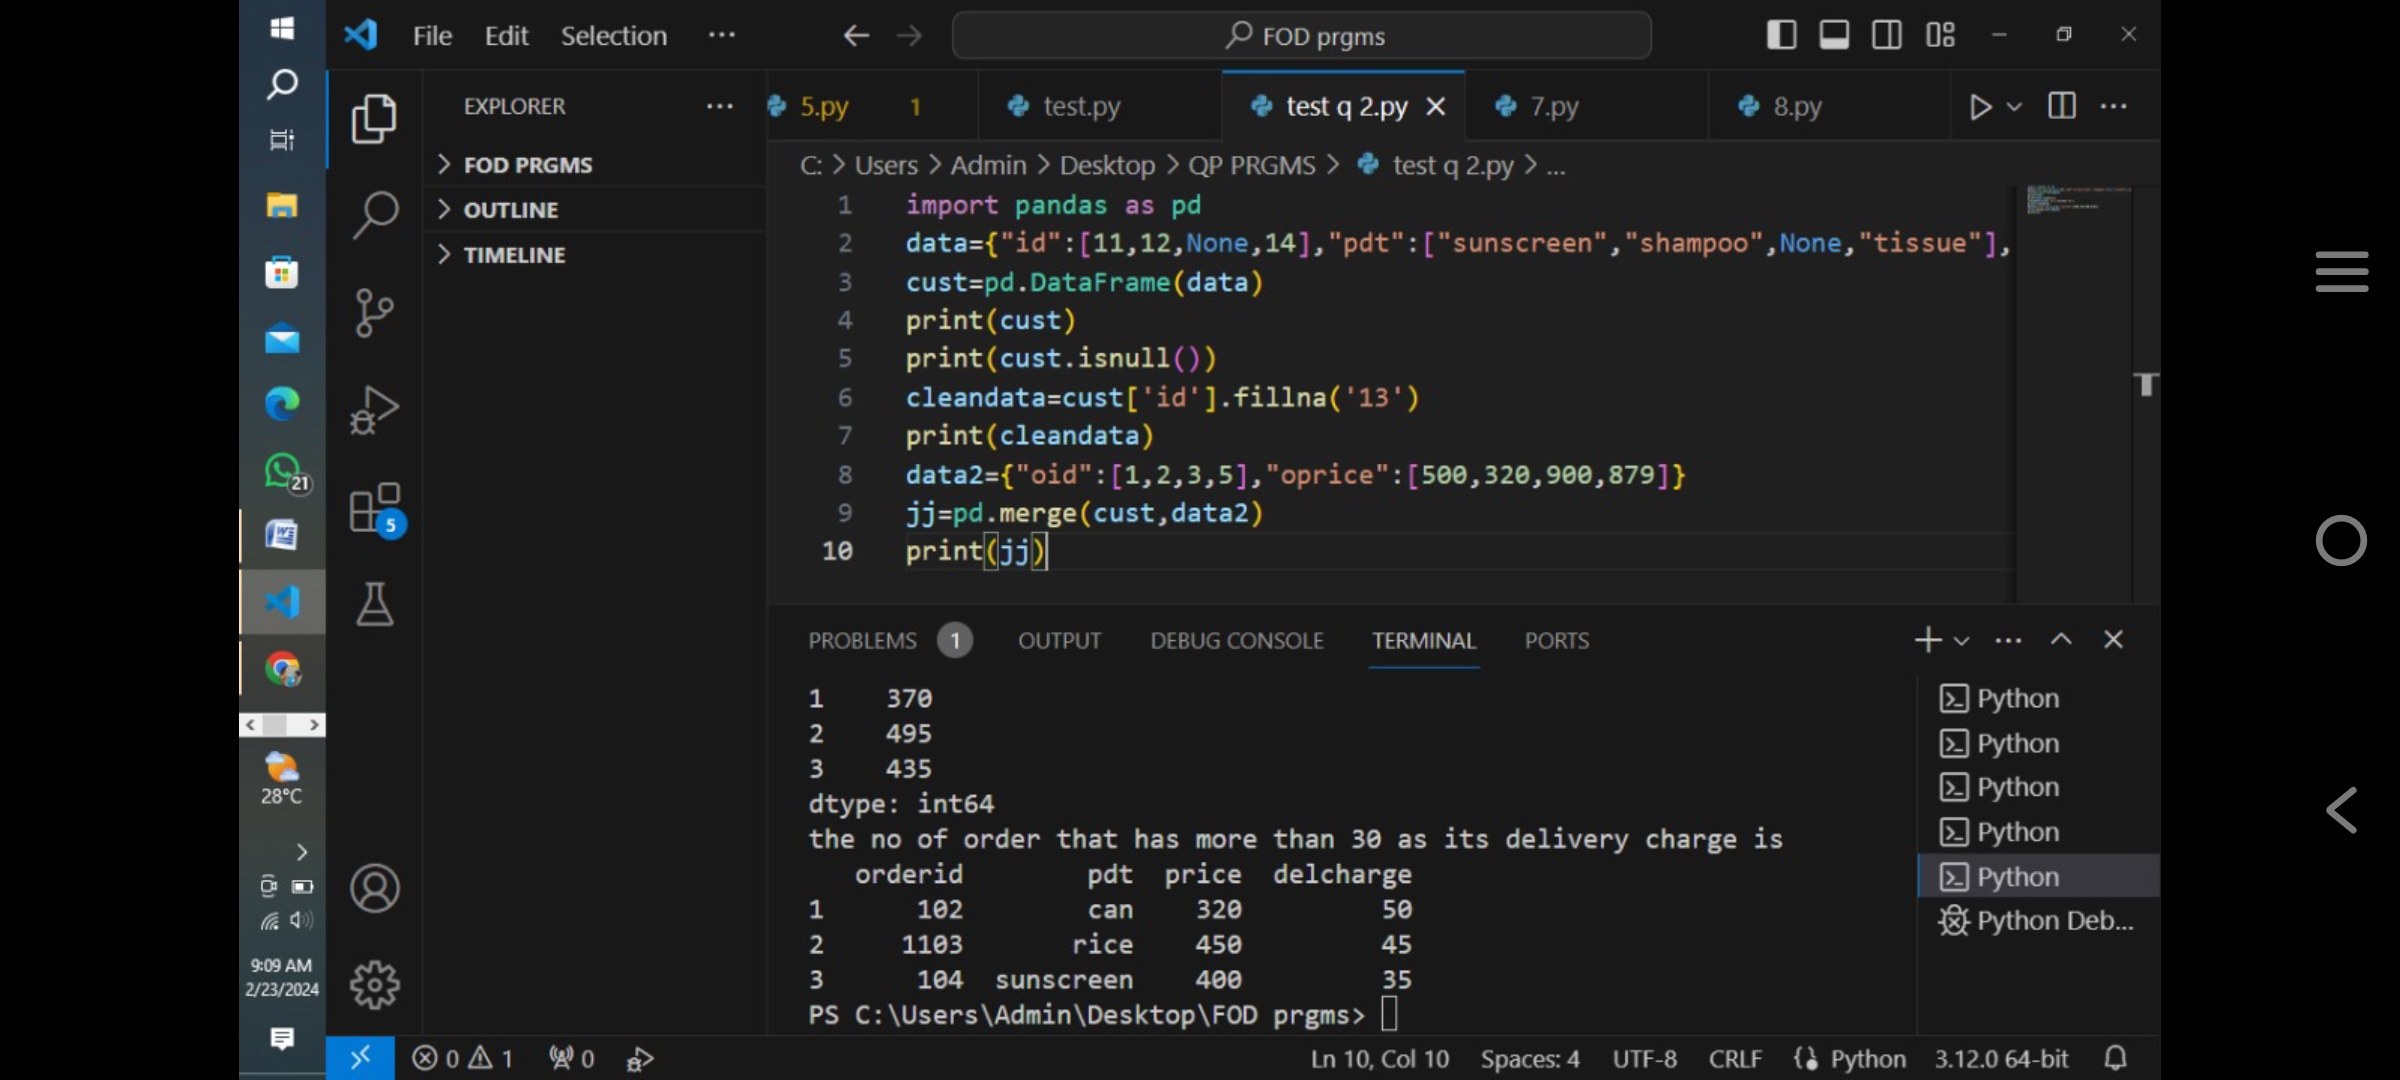 File Edit Selection ··· FOD prgms
EXPLORER ···
FOD PRGMS
OUTLINE
TIMELINE
5.py 1 test.py test q 2.py 7.py 8.py
C: > Users > Admin > Desktop > QP PRGMS > test q 2.py > ...
1 import pandas as pd
2 data={"id":[11,12,None,14],"pdt":["sunscreen","shampoo",None,"tissue"],
3 cust=pd.DataFrame(data)
4 print(cust)
5 print(cust.isnull())
6 cleandata=cust['id'].fillna('13')
7 print(cleandata)
8 data2={"oid":[1,2,3,5],"oprice":[500,320,900,879]}
9 jj=pd.merge(cust,data2)
10 print(jj)
PROBLEMS 1 OUTPUT DEBUG CONSOLE TERMINAL PORTS
1 370
2 495
3 435
dtype: int64
the no of order that has more than 30 as its delivery charge is
orderid pdt price delcharge
1 102 can 320 50
2 1103 rice 450 45
3 104 sunscreen 400 35
PS C:\Users\Admin\Desktop\FOD prgms>
Python
Python
Python
Python
Python
Python Deb...
21
5
28°C
9:09 AM
2/23/2024
0 1 0 Ln 10, Col 10 Spaces: 4 UTF-8 CRLF Python 3.12.0 64-bit